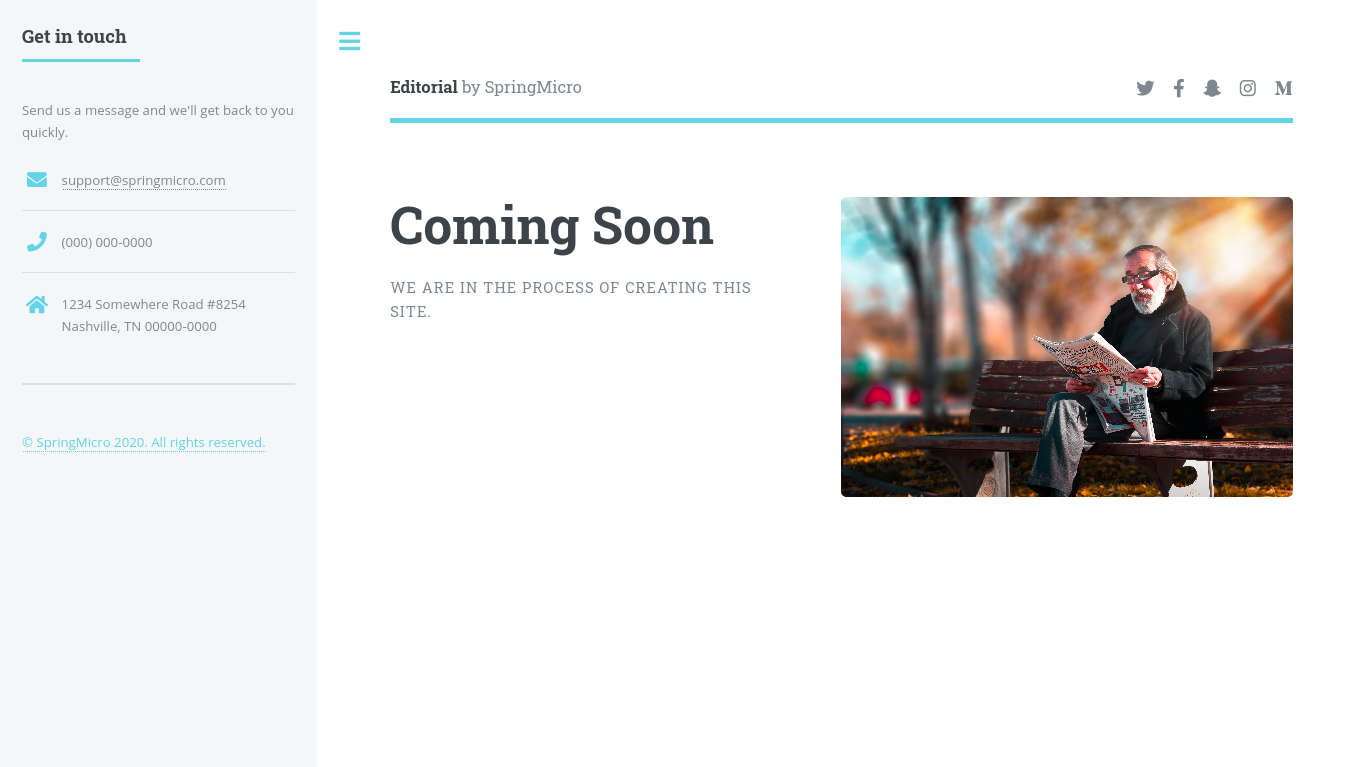 Get in touch
Send us a message and we'll get back to you
quickly.
support@springmicro.com
(000) 000-0000
1234 Somewhere Road #8254
Nashville, TN 00000-0000
© SpringMicro 2020. All rights reserved.
Editorial by SpringMicro
Coming Soon
WE ARE IN THE PROCESS OF CREATING THIS
SITE.